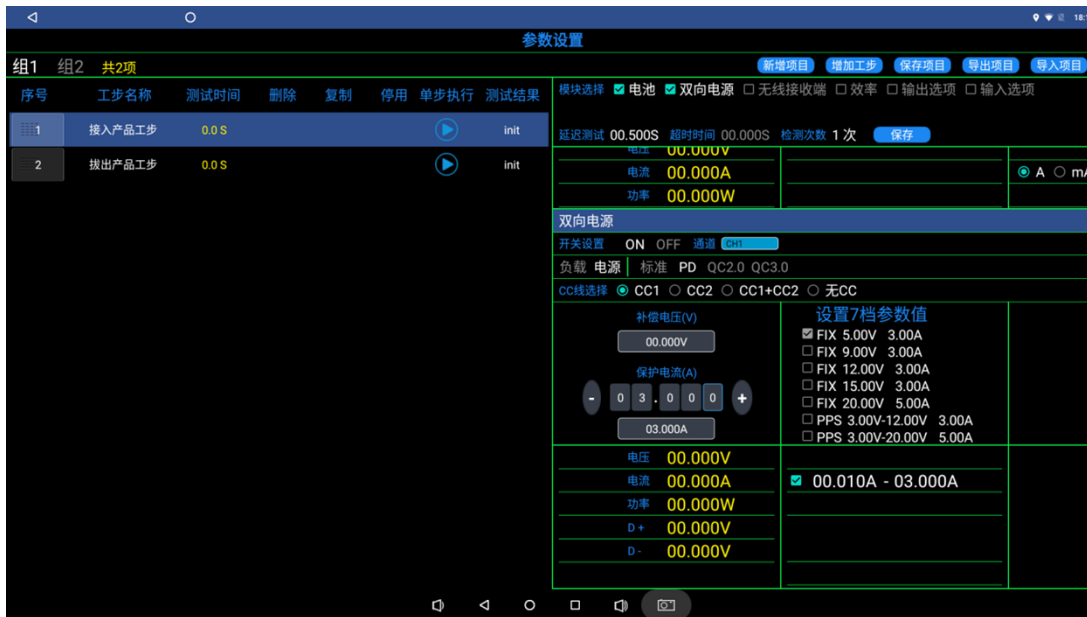 18:
参数设置
组1 组2 共2项 新增项目 增加工步 保存项目 导出项目 导入项目
序号 工步名称 测试时间 删除 复制 停用 单步执行 测试结果
1 接入产品工步 0.0 S init
2 拔出产品工步 0.0 S init
模块选择 电池 双向电源 无线接收端 效率 输出选项 输入选项
延迟测试 00.500S 超时时间 00.000S 检测次数 1 次 保存
电压 00.000V
电流 00.000A A mA
功率 00.000W
双向电源
开关设置 ON OFF 通道 CH1
负载 电源 标准 PD QC2.0 QC3.0
CC线选择 CC1 CC2 CC1+CC2 无CC
补偿电压(V)
00.000V
保护电流(A)
- 0 3 . 0 0 0 +
03.000A
设置7档参数值
FIX 5.00V 3.00A
FIX 9.00V 3.00A
FIX 12.00V 3.00A
FIX 15.00V 3.00A
FIX 20.00V 5.00A
PPS 3.00V-12.00V 3.00A
PPS 3.00V-20.00V 5.00A
电压 00.000V
电流 00.000A 00.010A - 03.000A
功率 00.000W
D + 00.000V
D - 00.000V